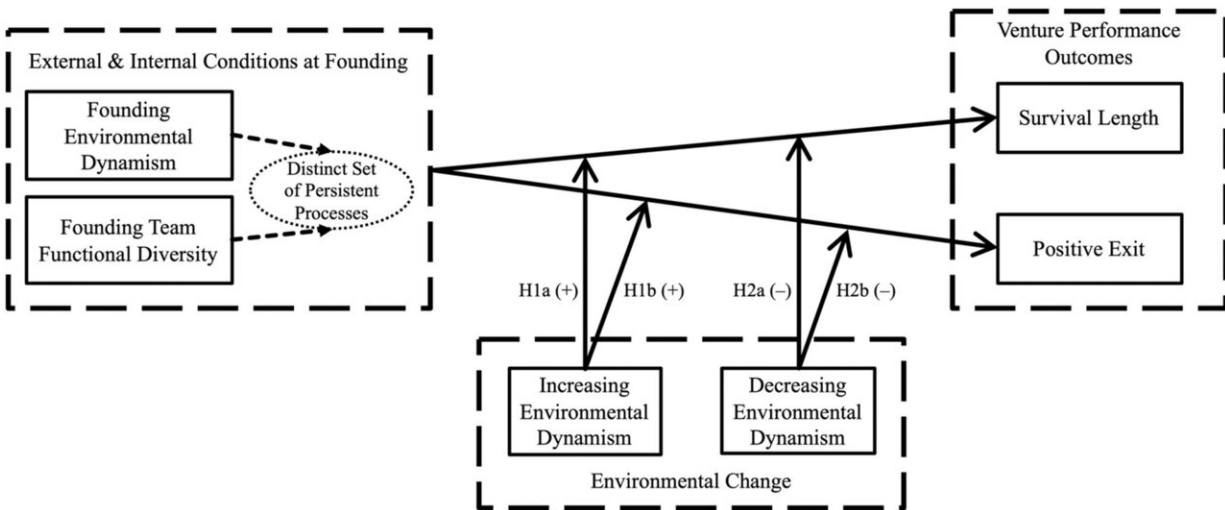 External & Internal Conditions at Founding
Founding
Environmental
Dynamism
Founding Team
Functional Diversity
Distinct Set
of Persistent
Processes
Venture Performance
Outcomes
Survival Length
Positive Exit
H1a (+)
H1b (+)
H2a (–)
H2b (–)
Increasing
Environmental
Dynamism
Decreasing
Environmental
Dynamism
Environmental Change